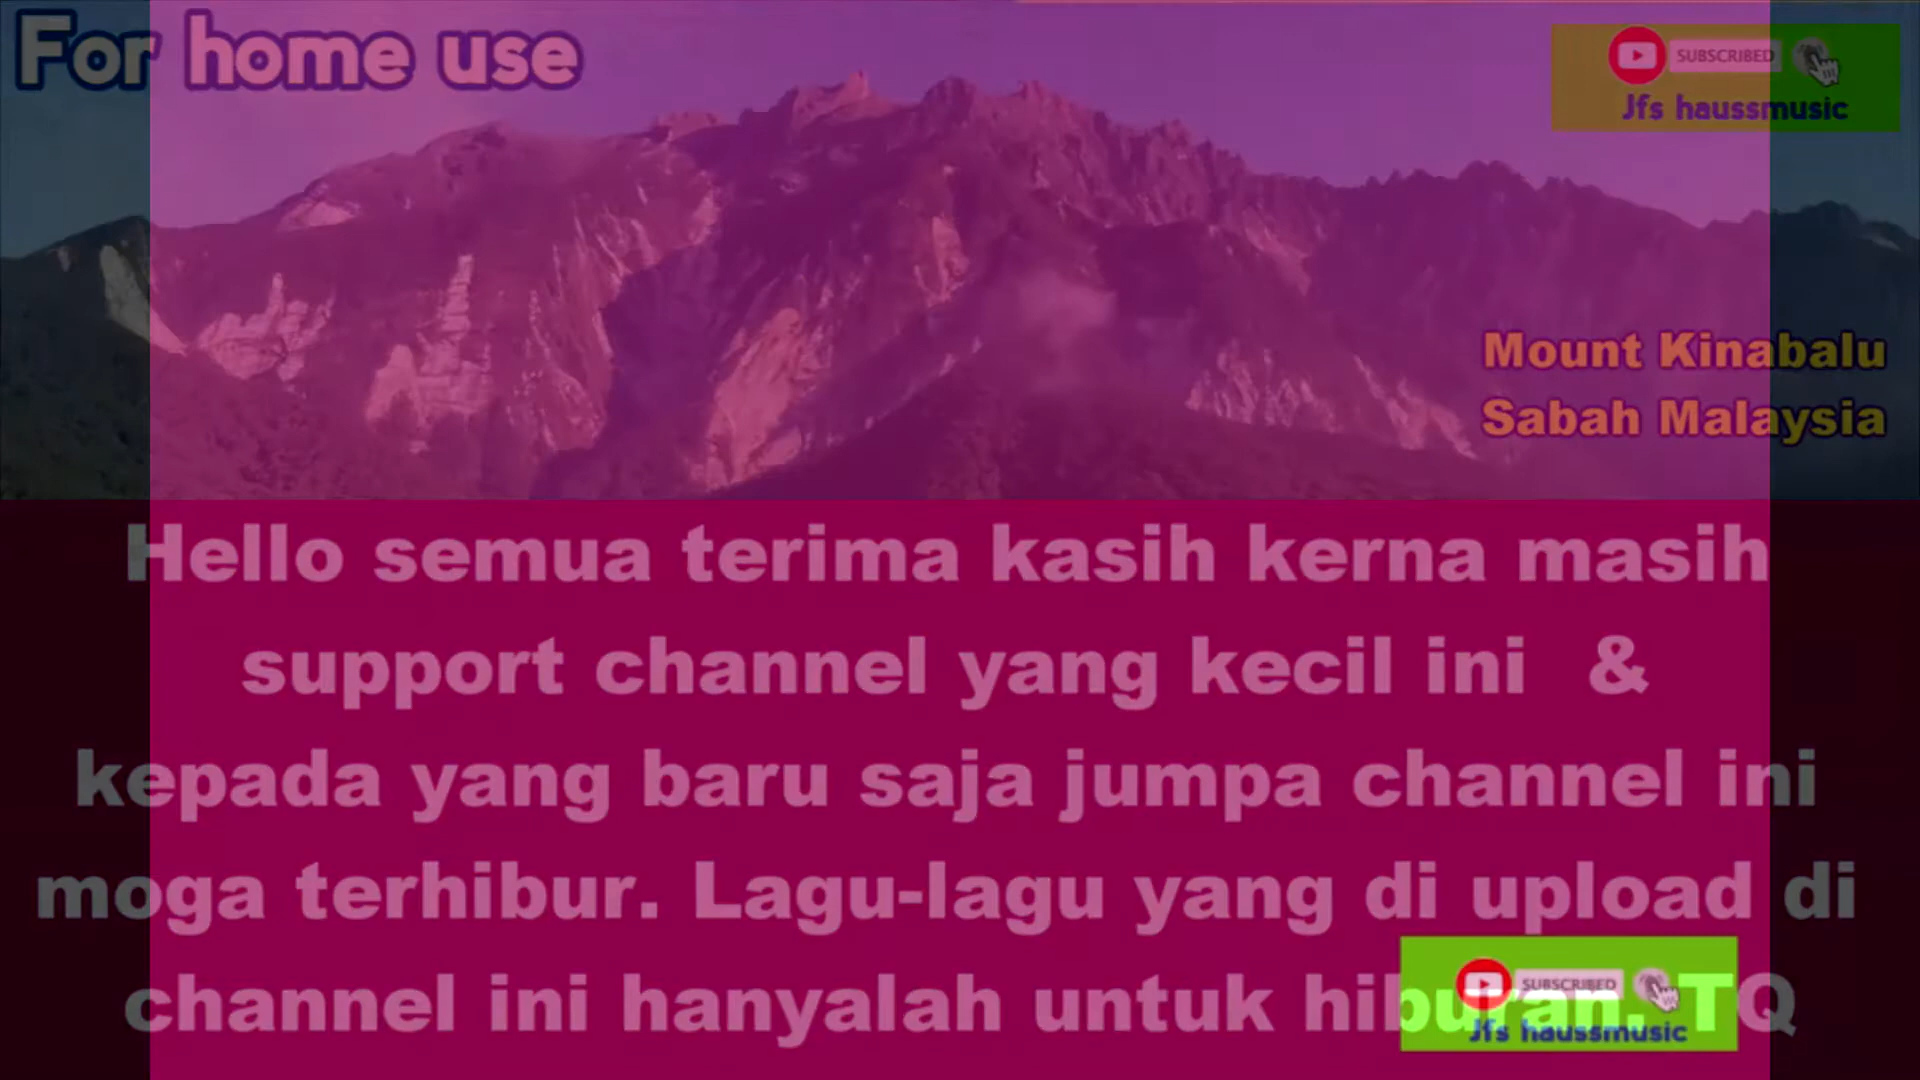 For home use
SUBSCRIBED
Jfs haussmusic
Mount Kinabalu
Sabah Malaysia
Hello semua terima kasih kerna masih
support channel yang kecil ini &
kepada yang baru saja jumpa channel ini
moga terhibur. Lagu-lagu yang di upload di
channel ini hanyalah untuk hiburan. TQ
SUBSCRIBED
Jfs haussmusic